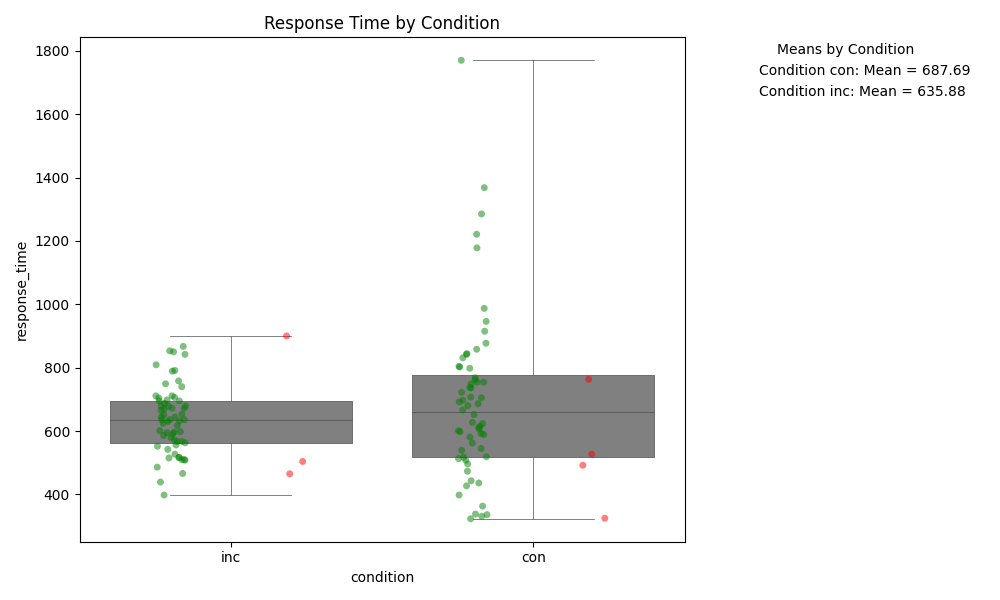 Response Time by Condition
Means by Condition
Condition con: Mean = 687.69
Condition inc: Mean = 635.88
1800
1600
1400
1200
1000
800
600
400
response_time
inc
con
condition